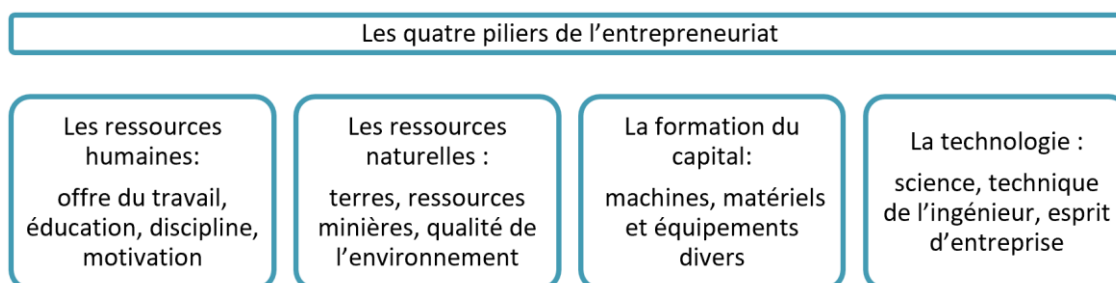 Les quatre piliers de l’entrepreneuriat
Les ressources
humaines:
offre du travail,
éducation, discipline,
motivation
Les ressources
naturelles :
terres, ressources
minières, qualité de
l’environnement
La formation du
capital:
machines, matériels
et équipements
divers
La technologie :
science, technique
de l’ingénieur, esprit
d’entreprise